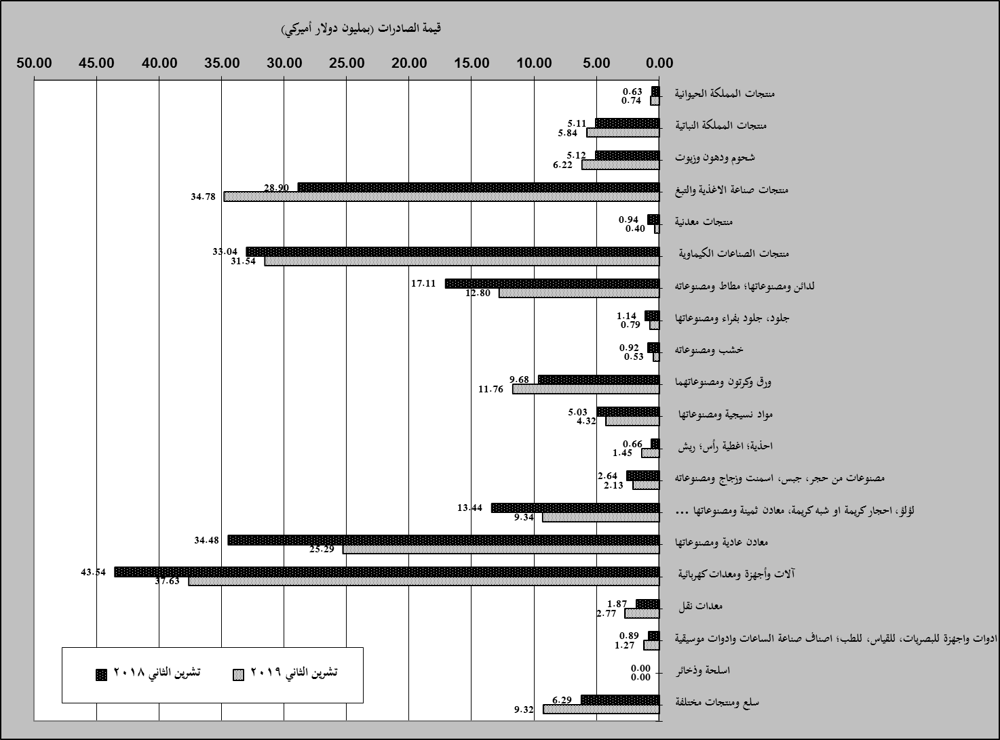 قيمة الصادرات (بمليون دولار أميركي)
50.00 45.00 40.00 35.00 30.00 25.00 20.00 15.00 10.00 5.00 0.00
منتجات المملكة الحيوانية
0.63
0.74
منتجات المملكة النباتية
5.11
5.84
شحوم ودهون وزيوت
5.12
6.22
منتجات صناعة الاغذية والتبغ
28.90
34.78
منتجات معدنية
0.94
0.40
منتجات الصناعات الكيماوية
33.04
31.54
لدائن ومصنوعاتها؛ مطاط ومصنوعاته
17.11
12.80
جلود، جلود بفراء ومصنوعاتها
1.14
0.79
خشب ومصنوعاته
0.92
0.53
ورق وكرتون ومصنوعاتهما
9.68
11.76
مواد نسيجية ومصنوعاتها
5.03
4.32
احذية؛ اغطية رأس؛ ريش
0.66
1.45
مصنوعات من حجر، جبس، اسمنت وزجاج ومصنوعاته
2.64
2.13
لؤلؤ، احجار كريمة او شبه كريمة، معادن ثمينة ومصنوعاتها ...
13.44
9.34
معادن عادية ومصنوعاتها
34.48
25.29
آلات وأجهزة ومعدات كهربائية
43.54
37.63
معدات نقل
1.87
2.77
ادوات واجهزة للبصريات، للقياس، للطب؛ اصناف صناعة الساعات وادوات موسيقية
0.89
1.27
اسلحة وذخائر
0.00
0.00
سلع ومنتجات مختلفة
6.29
9.32
تشرين الثاني ٢٠١٩ تشرين الثاني ٢٠١٨